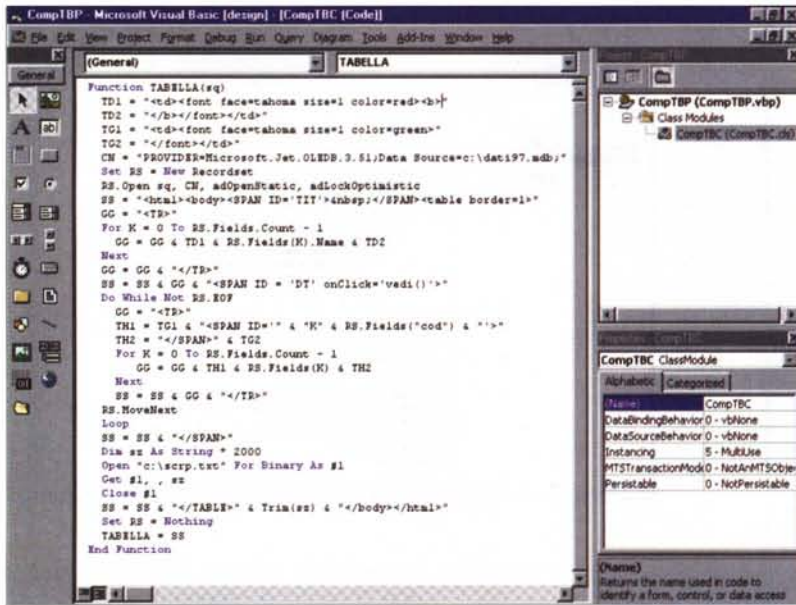 CompTBP - Microsoft Visual Basic [design] - [CompTBC [Code]]
File Edit View Project Format Debug Run Query Diagram Tools Add-Ins Window Help
General
(General)
TABELLA
Function TABELLA(sq)
TD1 = "<td><font face=tahoma size=1 color=red><b>"
TD2 = "</b></font></td>"
TG1 = "<td><font face=tahoma size=1 color=green>"
TG2 = "</font></td>"
CN = "PROVIDER=Microsoft.Jet.OLEDB.3.51;Data Source=c:\dati97.mdb;"
Set RS = New Recordset
RS.Open sq, CN, adOpenStatic, adLockOptimistic
SS = "<html><body><SPAN ID='TIT'>&nbsp;</SPAN><table border=1>"
GG = "<TR>"
For K = 0 To RS.Fields.Count - 1
GG = GG & TD1 & RS.Fields(K).Name & TD2
Next
GG = GG & "</TR>"
SS = SS & GG & "<SPAN ID = 'DT' onClick='vedi()'>"
Do While Not RS.EOF
GG = "<TR>"
TH1 = TG1 & "<SPAN ID='" & "K" & RS.Fields("cod") & "'>"
TH2 = "</SPAN>" & TG2
For K = 0 To RS.Fields.Count - 1
GG = GG & TH1 & RS.Fields(K) & TH2
Next
SS = SS & GG & "</TR>"
RS.MoveNext
Loop
SS = SS & "</SPAN>"
Dim sz As String * 2000
Open "c:\scrp.txt" For Binary As #1
Get #1, , sz
Close #1
SS = SS & "</TABLE>" & Trim(sz) & "</body></html>"
Set RS = Nothing
TABELLA = SS
End Function
CompTBP (CompTBP.vbp)
Class Modules
CompTBC (CompTBC.cls)
CompTBC ClassModule
Alphabetic Categorized
(Name) CompTBC
DataBindingBehavior 0 - vbNone
DataSourceBehavior 0 - vbNone
Instancing 5 - MultiUse
MTSTransactionMode 0 - NotAnMTSObje
Persistable 0 - NotPersistable
(Name)
Returns the name used in code to
identify a form, control, or data access